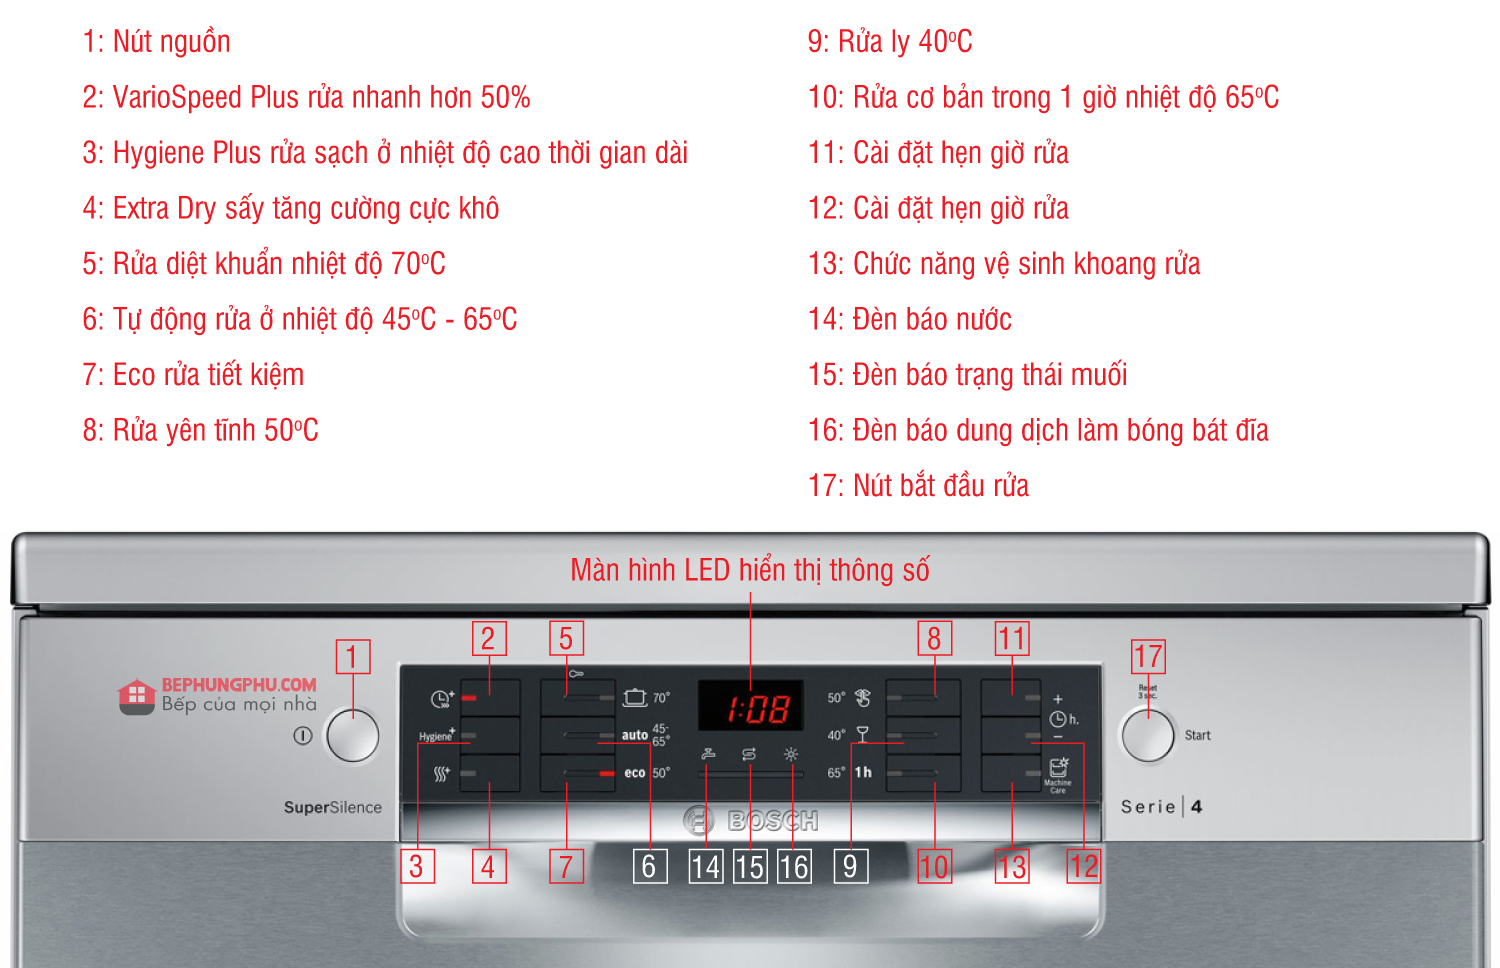 1: Nút nguồn
2: VarioSpeed Plus rửa nhanh hơn 50%
3: Hygiene Plus rửa sạch ở nhiệt độ cao thời gian dài
4: Extra Dry sấy tăng cường cực khô
5: Rửa diệt khuẩn nhiệt độ 70ºC
6: Tự động rửa ở nhiệt độ 45ºC - 65ºC
7: Eco rửa tiết kiệm
8: Rửa yên tĩnh 50ºC
9: Rửa ly 40ºC
10: Rửa cơ bản trong 1 giờ nhiệt độ 65ºC
11: Cài đặt hẹn giờ rửa
12: Cài đặt hẹn giờ rửa
13: Chức năng vệ sinh khoang rửa
14: Đèn báo nước
15: Đèn báo trạng thái muối
16: Đèn báo dung dịch làm bóng bát đĩa
17: Nút bắt đầu rửa
Màn hình LED hiển thị thông số
1 2 5 8 11 17
BEPHUNGPHU.COM
Bếp của mọi nhà
Reset
3 sec.
70°
1:08
50°
+
h.
Hygiene+
auto 45-65°
40°
−
Start
eco 50°
65° 1h
Machine
Care
SuperSilence
BOSCH
Serie | 4
3 4 7 6 14 15 16 9 10 13 12